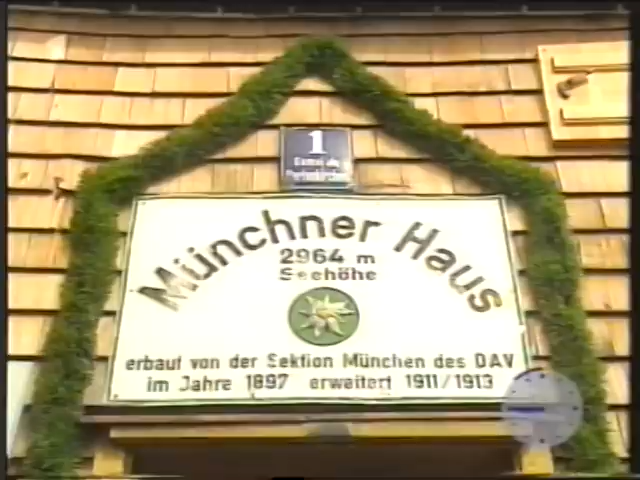 1
Münchner Haus
2964 m
Seehöhe
erbaut von der Sektion München des DAV
im Jahre 1897 erweitert 1911/1913